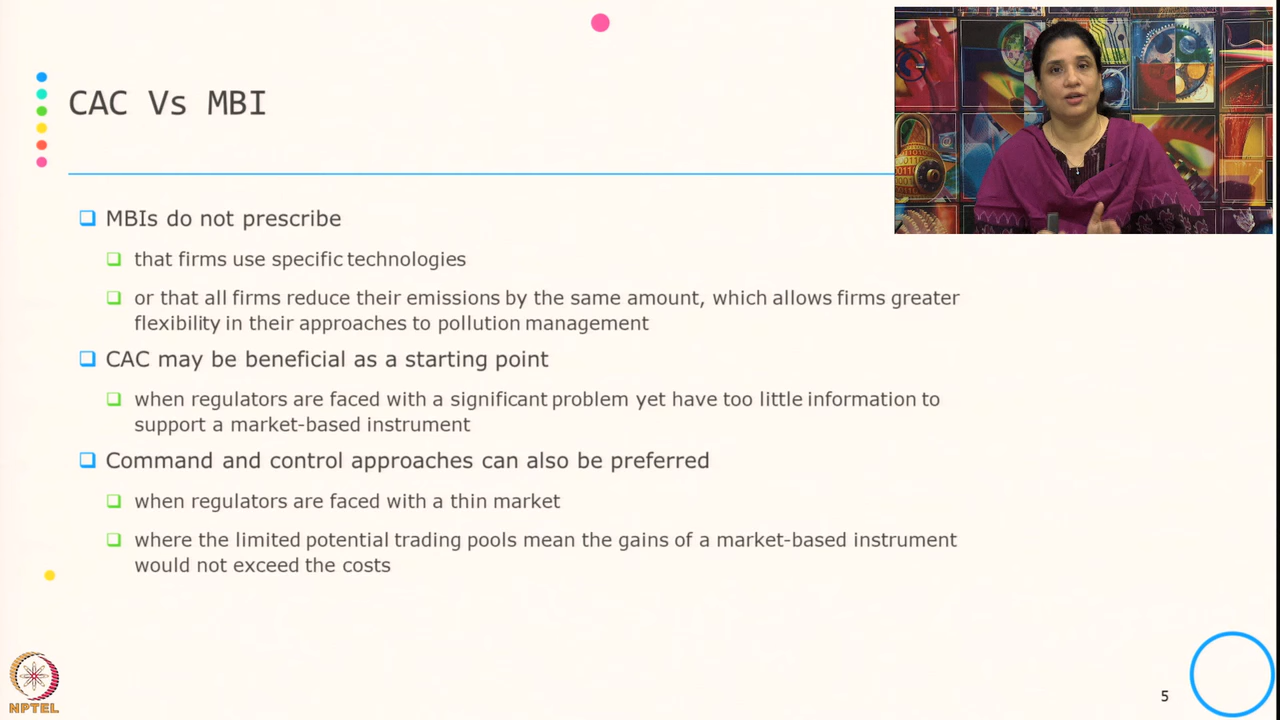 CAC Vs MBI
MBIs do not prescribe
that firms use specific technologies
or that all firms reduce their emissions by the same amount, which allows firms greater
flexibility in their approaches to pollution management
CAC may be beneficial as a starting point
when regulators are faced with a significant problem yet have too little information to
support a market-based instrument
Command and control approaches can also be preferred
when regulators are faced with a thin market
where the limited potential trading pools mean the gains of a market-based instrument
would not exceed the costs
NPTEL
5